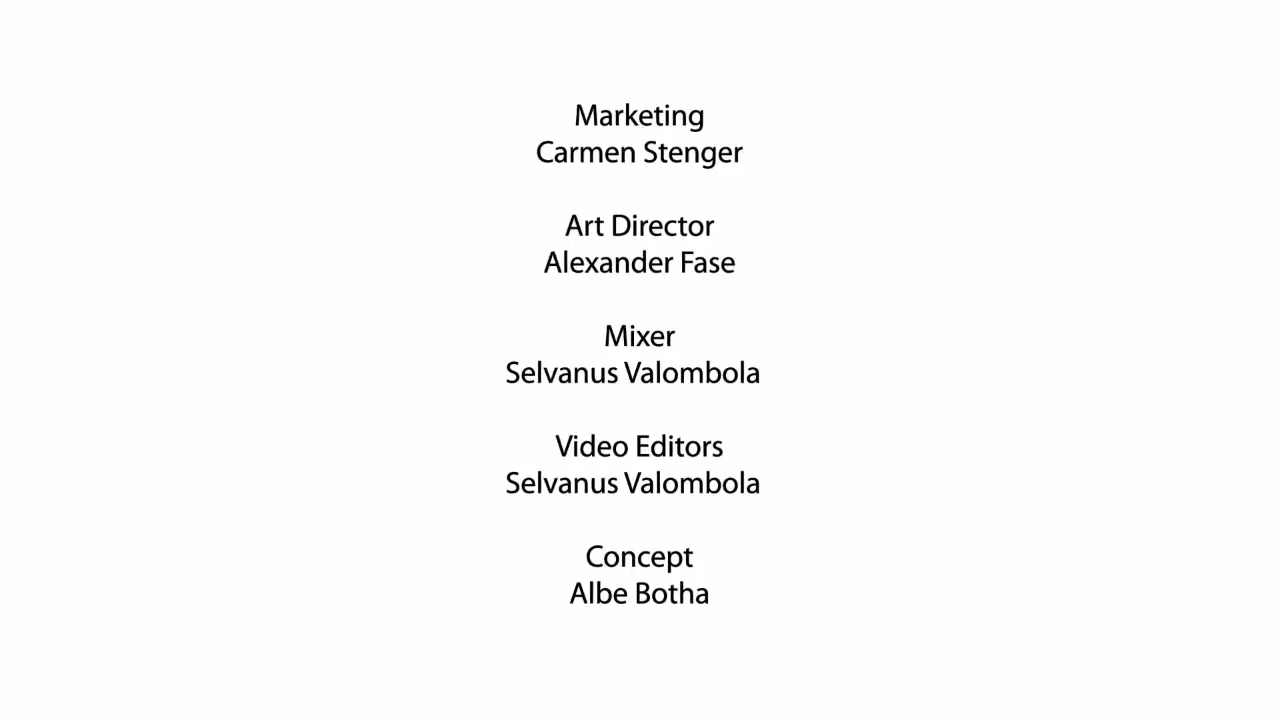 Marketing
Carmen Stenger
Art Director
Alexander Fase
Mixer
Selvanus Valombola
Video Editors
Selvanus Valombola
Concept
Albe Botha